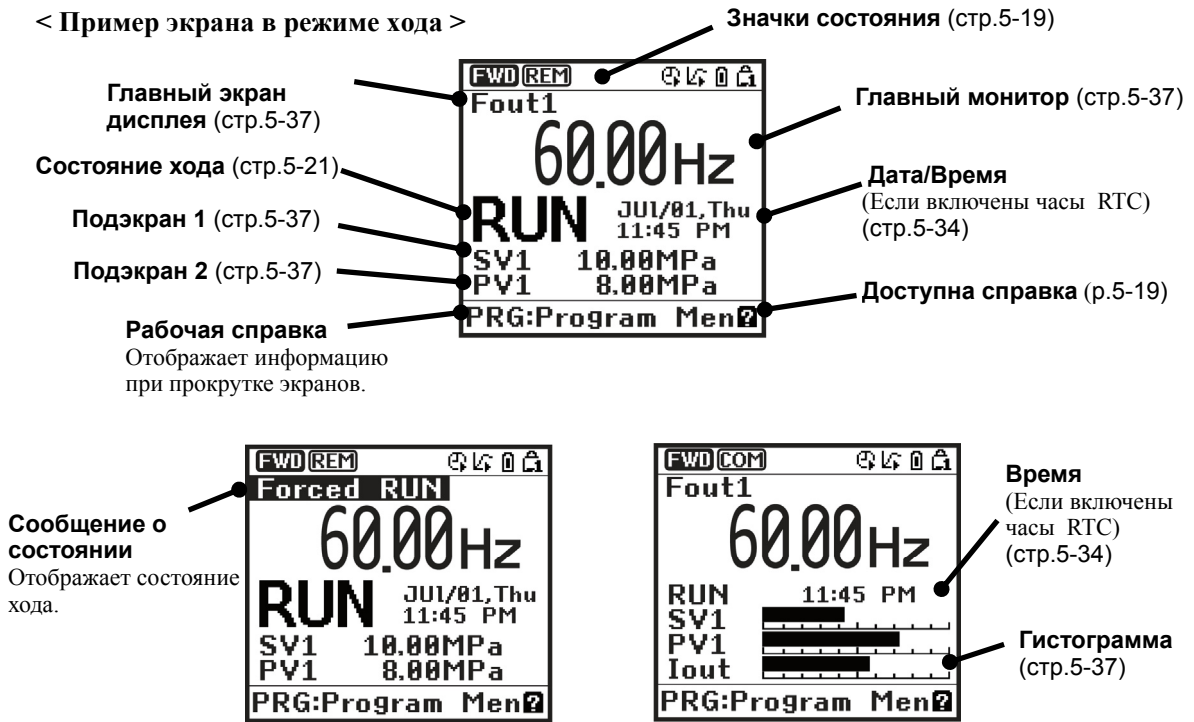 < Пример экрана в режиме хода >
Значки состояния (стр.5-19)
Главный экран
дисплея (стр.5-37)
Состояние хода (стр.5-21)
Подэкран 1 (стр.5-37)
Подэкран 2 (стр.5-37)
Рабочая справка
Отображает информацию
при прокрутке экранов.
FWD REM
Fout1
60.00Hz
RUN
JUl/01,Thu
11:45 PM
SV1 10.00MPa
PV1 8.00MPa
PRG:Program Men?
Главный монитор (стр.5-37)
Дата/Время
(Если включены часы RTC)
(стр.5-34)
Доступна справка (р.5-19)
Сообщение о
состоянии
Отображает состояние
хода.
FWD REM
Forced RUN
60.00Hz
RUN
JUl/01,Thu
11:45 PM
SV1 10.00MPa
PV1 8.00MPa
PRG:Program Men?
FWD COM
Fout1
60.00Hz
RUN 11:45 PM
SV1
PV1
Iout
PRG:Program Men?
Время
(Если включены
часы RTC)
(стр.5-34)
Гистограмма
(стр.5-37)